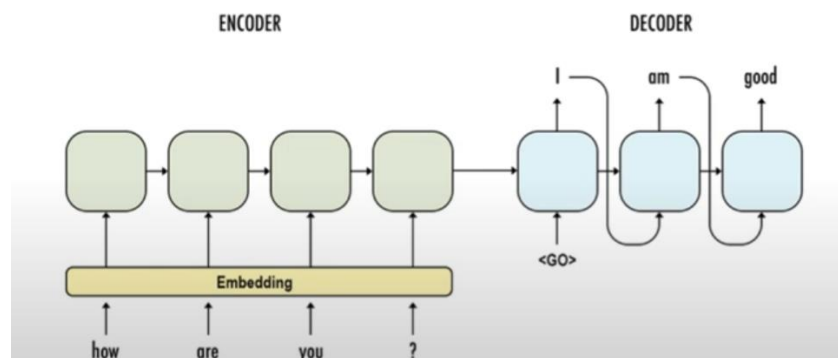 ENCODER DECODER
I am good
<GO>
Embedding
how are you ?